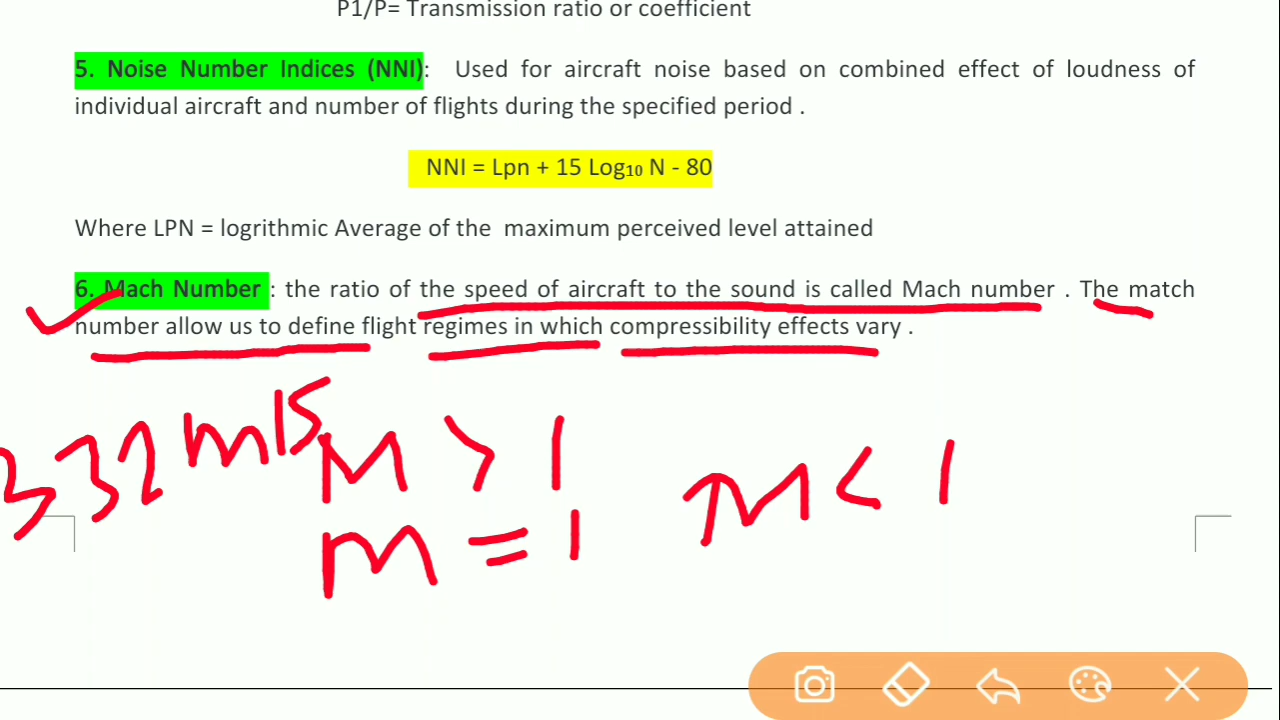 P1/P= Transmission ratio or coefficient
5. Noise Number Indices (NNI): Used for aircraft noise based on combined effect of loudness of
individual aircraft and number of flights during the specified period .
NNI = Lpn + 15 Log10 N - 80
Where LPN = logrithmic Average of the maximum perceived level attained
6. Mach Number : the ratio of the speed of aircraft to the sound is called Mach number . The match
number allow us to define flight regimes in which compressibility effects vary .
332 m/s
M > 1
M < 1
m = 1